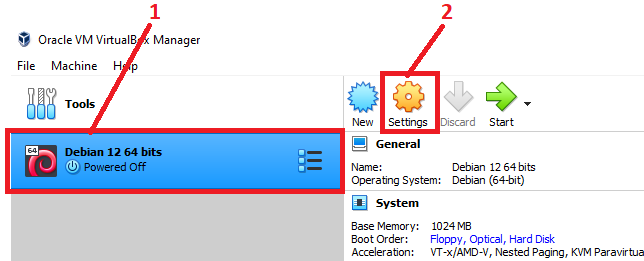 1
2
Oracle VM VirtualBox Manager
File Machine Help
Tools
New Settings Discard Start
64
Debian 12 64 bits
Powered Off
General
Name: Debian 12 64 bits
Operating System: Debian (64-bit)
System
Base Memory: 1024 MB
Boot Order: Floppy, Optical, Hard Disk
Acceleration: VT-x/AMD-V, Nested Paging, KVM Paravirtua